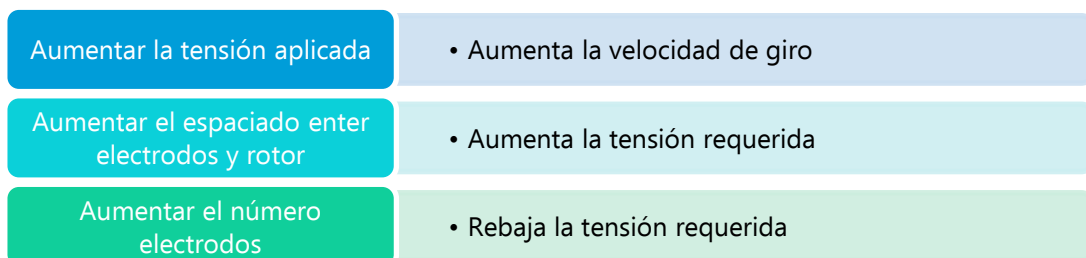 Aumentar la tensión aplicada
• Aumenta la velocidad de giro
Aumentar el espaciado enter
electrodos y rotor
• Aumenta la tensión requerida
Aumentar el número
electrodos
• Rebaja la tensión requerida